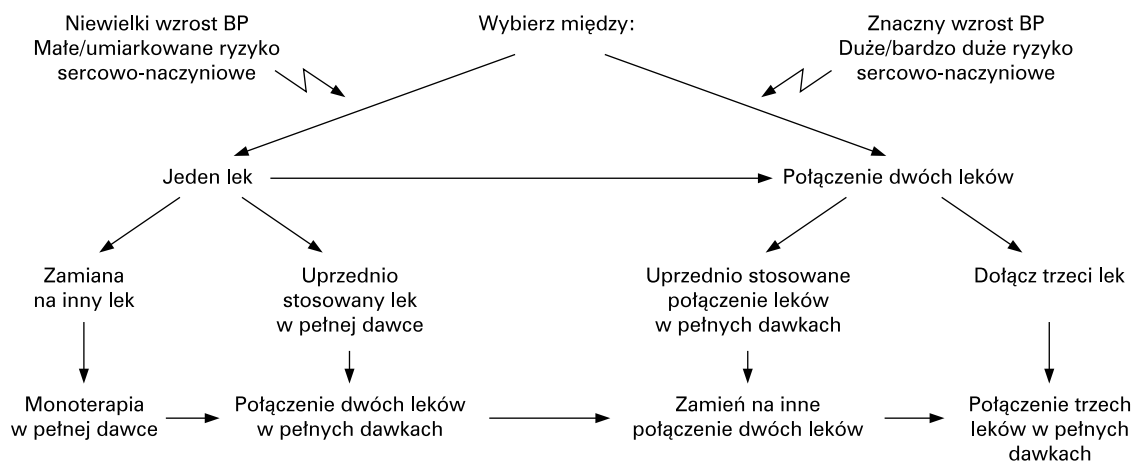 Niewielki wzrost BP
Małe/umiarkowane ryzyko
sercowo-naczyniowe
Wybierz między:
Znaczny wzrost BP
Duże/bardzo duże ryzyko
sercowo-naczyniowe
Jeden lek
Połączenie dwóch leków
Zamiana
na inny lek
Uprzednio
stosowany lek
w pełnej dawce
Uprzednio stosowane
połączenie leków
w pełnych dawkach
Dołącz trzeci lek
Monoterapia
w pełnej dawce
Połączenie dwóch leków
w pełnych dawkach
Zamień na inne
połączenie dwóch leków
Połączenie trzech
leków w pełnych
dawkach